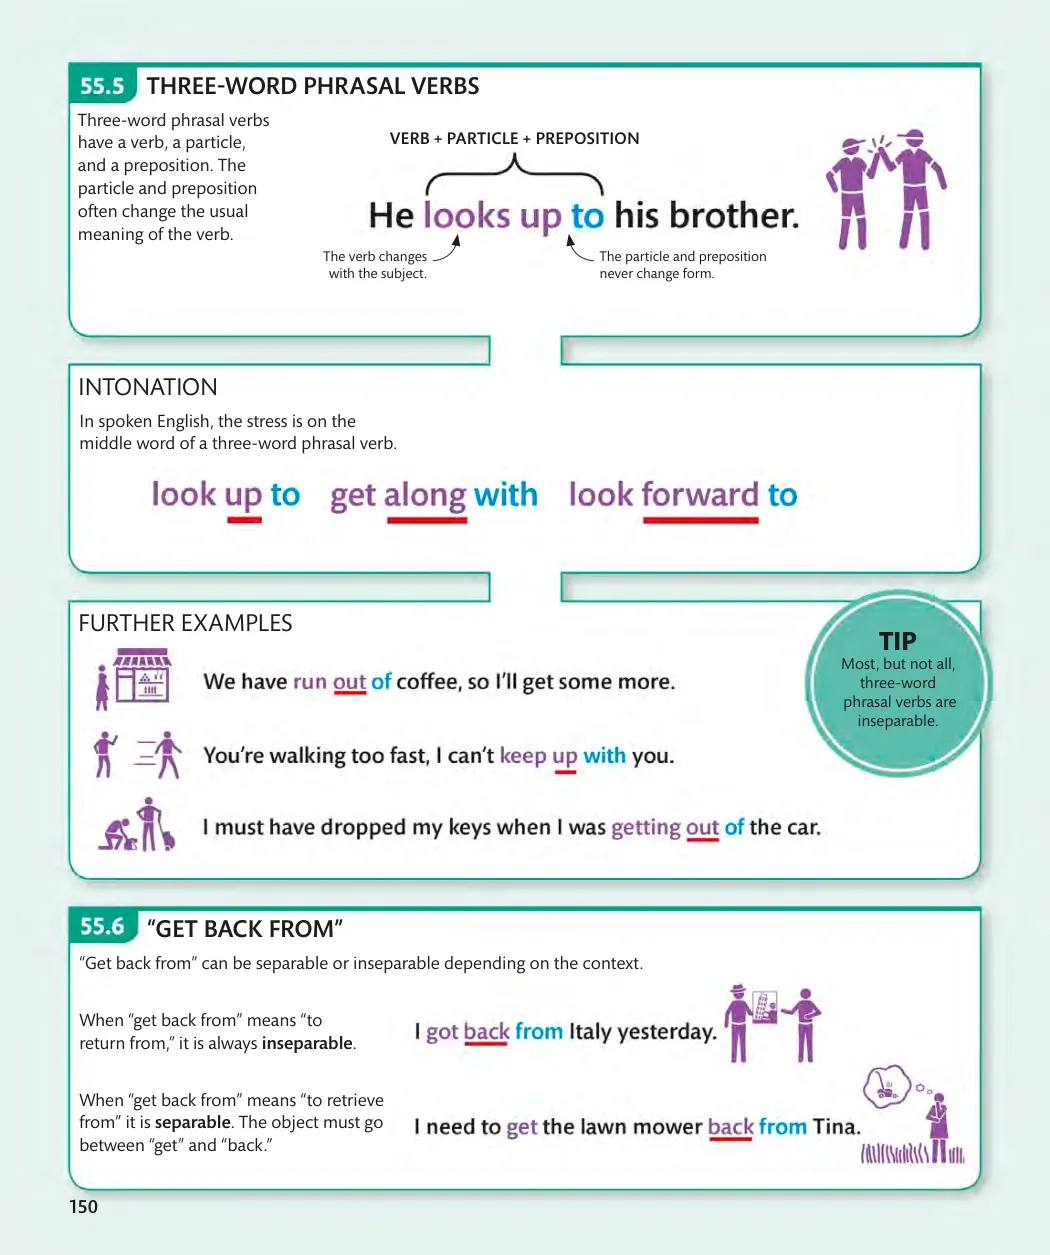 55.5 THREE-WORD PHRASAL VERBS
Three-word phrasal verbs
have a verb, a particle,
and a preposition. The
particle and preposition
often change the usual
meaning of the verb.
VERB + PARTICLE + PREPOSITION
He looks up to his brother.
The verb changes
with the subject.
The particle and preposition
never change form.
INTONATION
In spoken English, the stress is on the
middle word of a three-word phrasal verb.
look up to get along with look forward to
FURTHER EXAMPLES
We have run out of coffee, so I’ll get some more.
You’re walking too fast, I can’t keep up with you.
I must have dropped my keys when I was getting out of the car.
TIP
Most, but not all,
three-word
phrasal verbs are
inseparable.
55.6 “GET BACK FROM”
“Get back from” can be separable or inseparable depending on the context.
When “get back from” means “to
return from,” it is always inseparable.
I got back from Italy yesterday.
When “get back from” means “to retrieve
from” it is separable. The object must go
between “get” and “back.”
I need to get the lawn mower back from Tina.
150